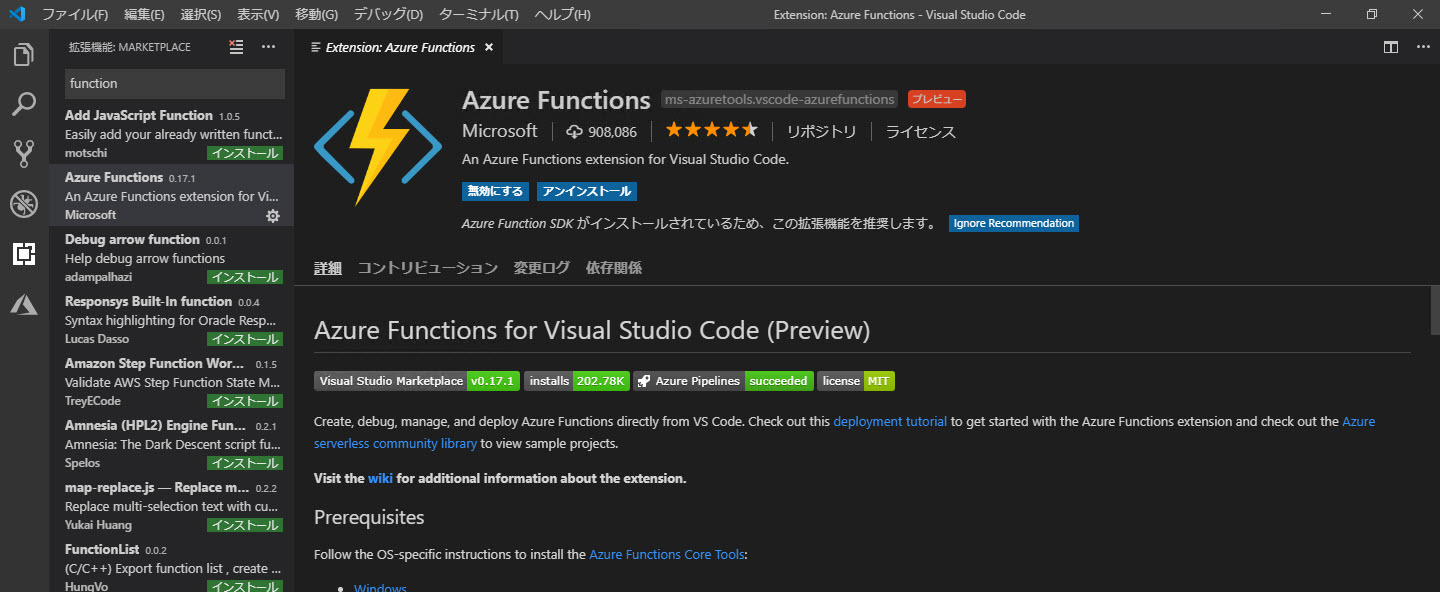 ファイル(F) 編集(E) 選択(S) 表示(V) 移動(G) デバッグ(D) ターミナル(T) ヘルプ(H) Extension: Azure Functions - Visual Studio Code
拡張機能: MARKETPLACE
function
Add JavaScript Function 1.0.5
Easily add your already written funct...
motschi インストール
Azure Functions 0.17.1
An Azure Functions extension for Vi...
Microsoft
Debug arrow function 0.0.1
Help debug arrow functions
adampalhazi インストール
Responsys Built-In function 0.0.4
Syntax highlighting for Oracle Resp...
Lucas Dasso インストール
Amazon Step Function Wor... 0.1.5
Validate AWS Step Function State M...
TreyECode インストール
Amnesia (HPL2) Engine Fun... 0.2.1
Amnesia: The Dark Descent script fu...
Spelos インストール
map-replace.js — Replace m... 0.2.2
Replace multi-selection text with cu...
Yukai Huang インストール
FunctionList 0.0.2
(C/C++) Export function list , create ...
HungVo インストール
Extension: Azure Functions
Azure Functions ms-azuretools.vscode-azurefunctions プレビュー
Microsoft 908,086 リポジトリ ライセンス
An Azure Functions extension for Visual Studio Code.
無効にする アンインストール
Azure Function SDK がインストールされているため、この拡張機能を推奨します。 Ignore Recommendation
詳細 コントリビューション 変更ログ 依存関係
Azure Functions for Visual Studio Code (Preview)
Visual Studio Marketplace v0.17.1 installs 202.78K Azure Pipelines succeeded license MIT
Create, debug, manage, and deploy Azure Functions directly from VS Code. Check out this deployment tutorial to get started with the Azure Functions extension and check out the Azure
serverless community library to view sample projects.
Visit the wiki for additional information about the extension.
Prerequisites
Follow the OS-specific instructions to install the Azure Functions Core Tools:
Windows